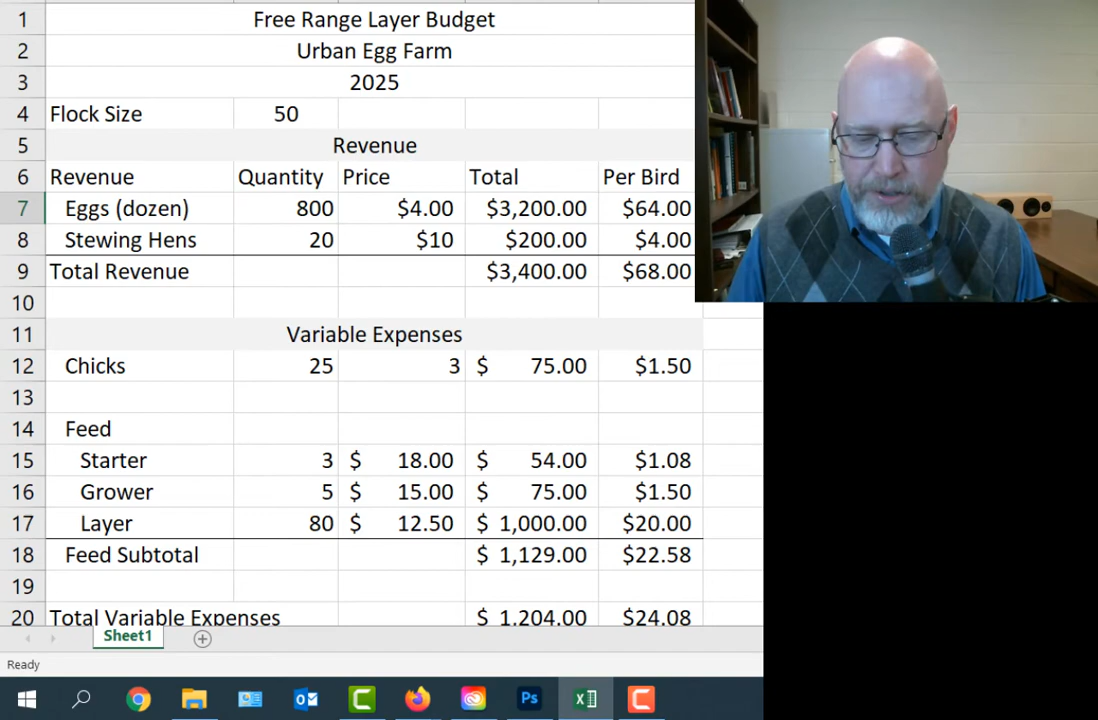 1 Free Range Layer Budget
2 Urban Egg Farm
3 2025
4 Flock Size 50
5 Revenue
6 Revenue Quantity Price Total Per Bird
7 Eggs (dozen) 800 $4.00 $3,200.00 $64.00
8 Stewing Hens 20 $10 $200.00 $4.00
9 Total Revenue $3,400.00 $68.00
10
11 Variable Expenses
12 Chicks 25 3 $ 75.00 $1.50
13
14 Feed
15 Starter 3 $ 18.00 $ 54.00 $1.08
16 Grower 5 $ 15.00 $ 75.00 $1.50
17 Layer 80 $ 12.50 $ 1,000.00 $20.00
18 Feed Subtotal $ 1,129.00 $22.58
19
20 Total Variable Expenses $ 1,204.00 $24.08
Sheet1
Ready
Ps